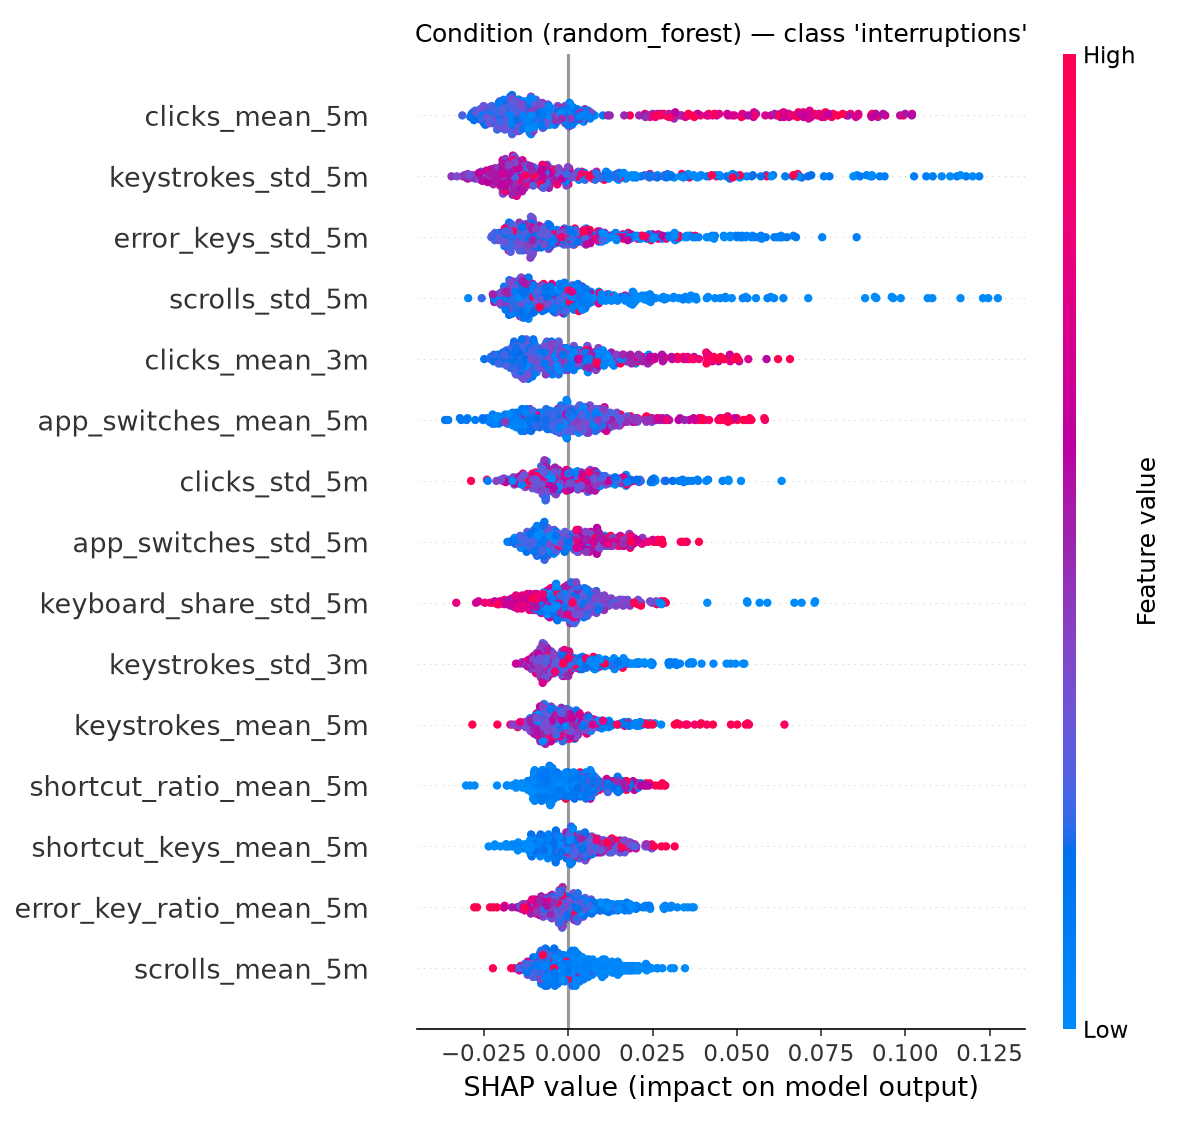 Condition (random_forest) — class 'interruptions'
High
clicks_mean_5m
keystrokes_std_5m
error_keys_std_5m
scrolls_std_5m
clicks_mean_3m
app_switches_mean_5m
clicks_std_5m
app_switches_std_5m
keyboard_share_std_5m
keystrokes_std_3m
keystrokes_mean_5m
shortcut_ratio_mean_5m
shortcut_keys_mean_5m
error_key_ratio_mean_5m
scrolls_mean_5m
Feature value
Low
−0.025 0.000 0.025 0.050 0.075 0.100 0.125
SHAP value (impact on model output)